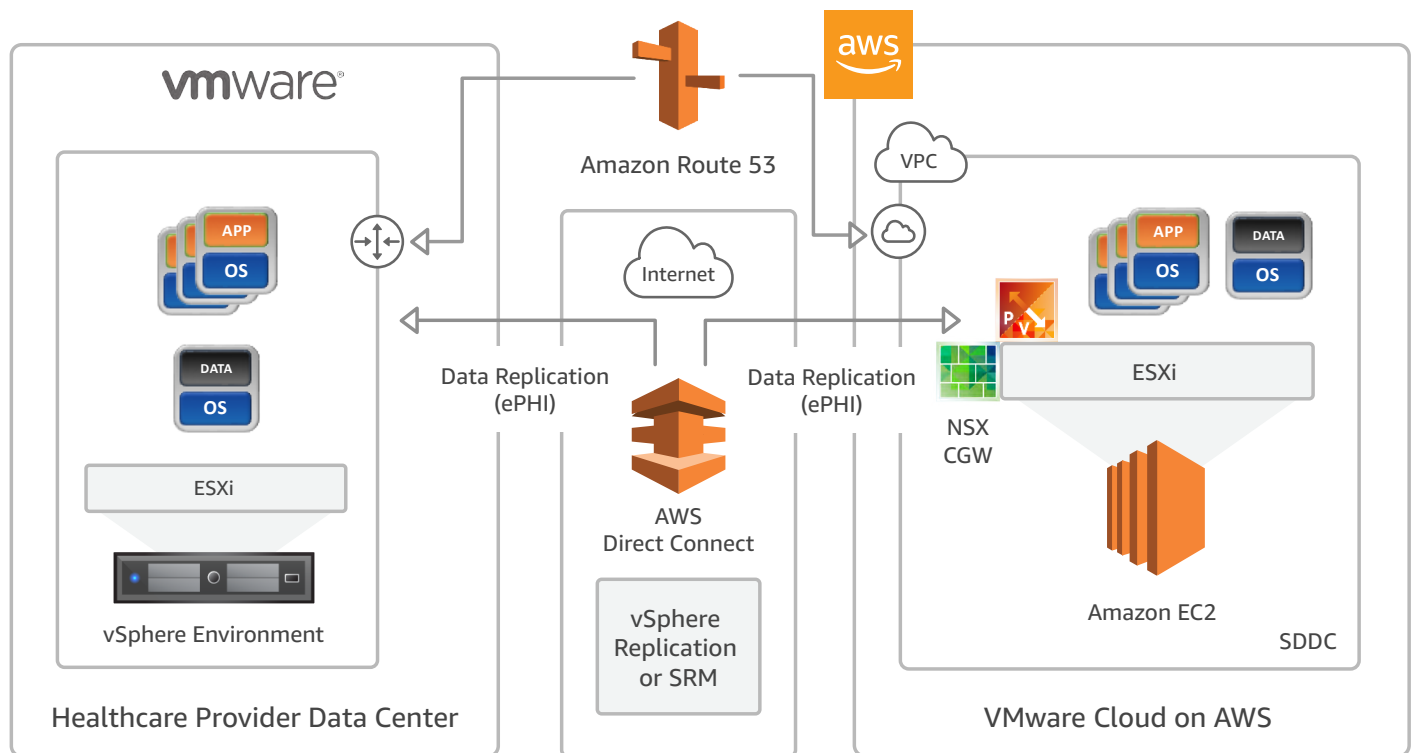 vmware®
APP
OS
DATA
OS
ESXi
vSphere Environment
Healthcare Provider Data Center
Amazon Route 53
Internet
Data Replication
(ePHI)
Data Replication
(ePHI)
AWS
Direct Connect
vSphere
Replication
or SRM
aws
VPC
APP
OS
DATA
OS
P
V
ESXi
NSX
CGW
Amazon EC2
SDDC
VMware Cloud on AWS